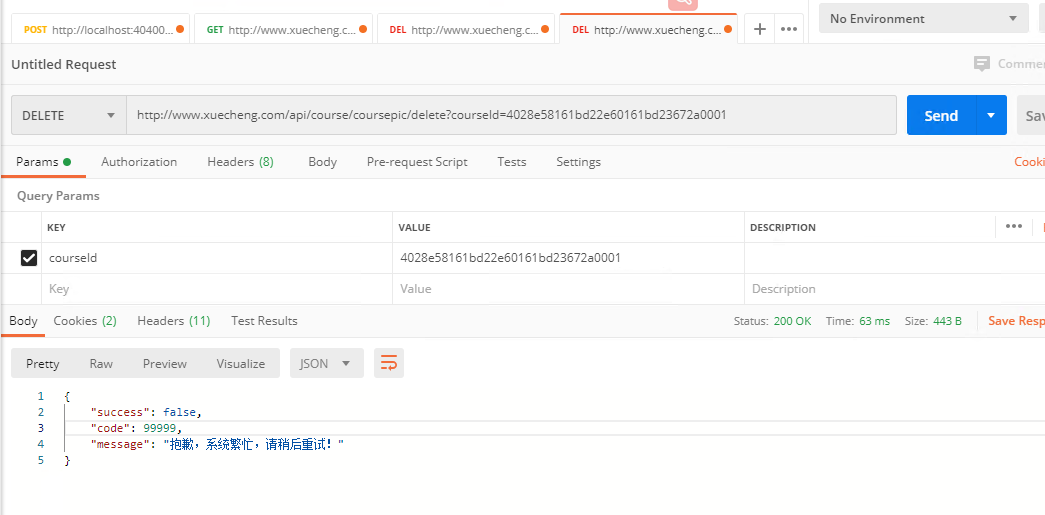 POST http://localhost:40400... GET http://www.xuecheng.c... DEL http://www.xuecheng.c... DEL http://www.xuecheng.c... + ••• No Environment
Untitled Request
DELETE http://www.xuecheng.com/api/course/coursepic/delete?courseId=4028e58161bd22e60161bd23672a0001 Send
Params Authorization Headers (8) Body Pre-request Script Tests Settings
Query Params
KEY VALUE DESCRIPTION •••
courseId 4028e58161bd22e60161bd23672a0001
Key Value Description
Body Cookies (2) Headers (11) Test Results Status: 200 OK Time: 63 ms Size: 443 B Save Resp
Pretty Raw Preview Visualize JSON
1 {
2 "success": false,
3 "code": 99999,
4 "message": "抱歉，系统繁忙，请稍后重试！"
5 }